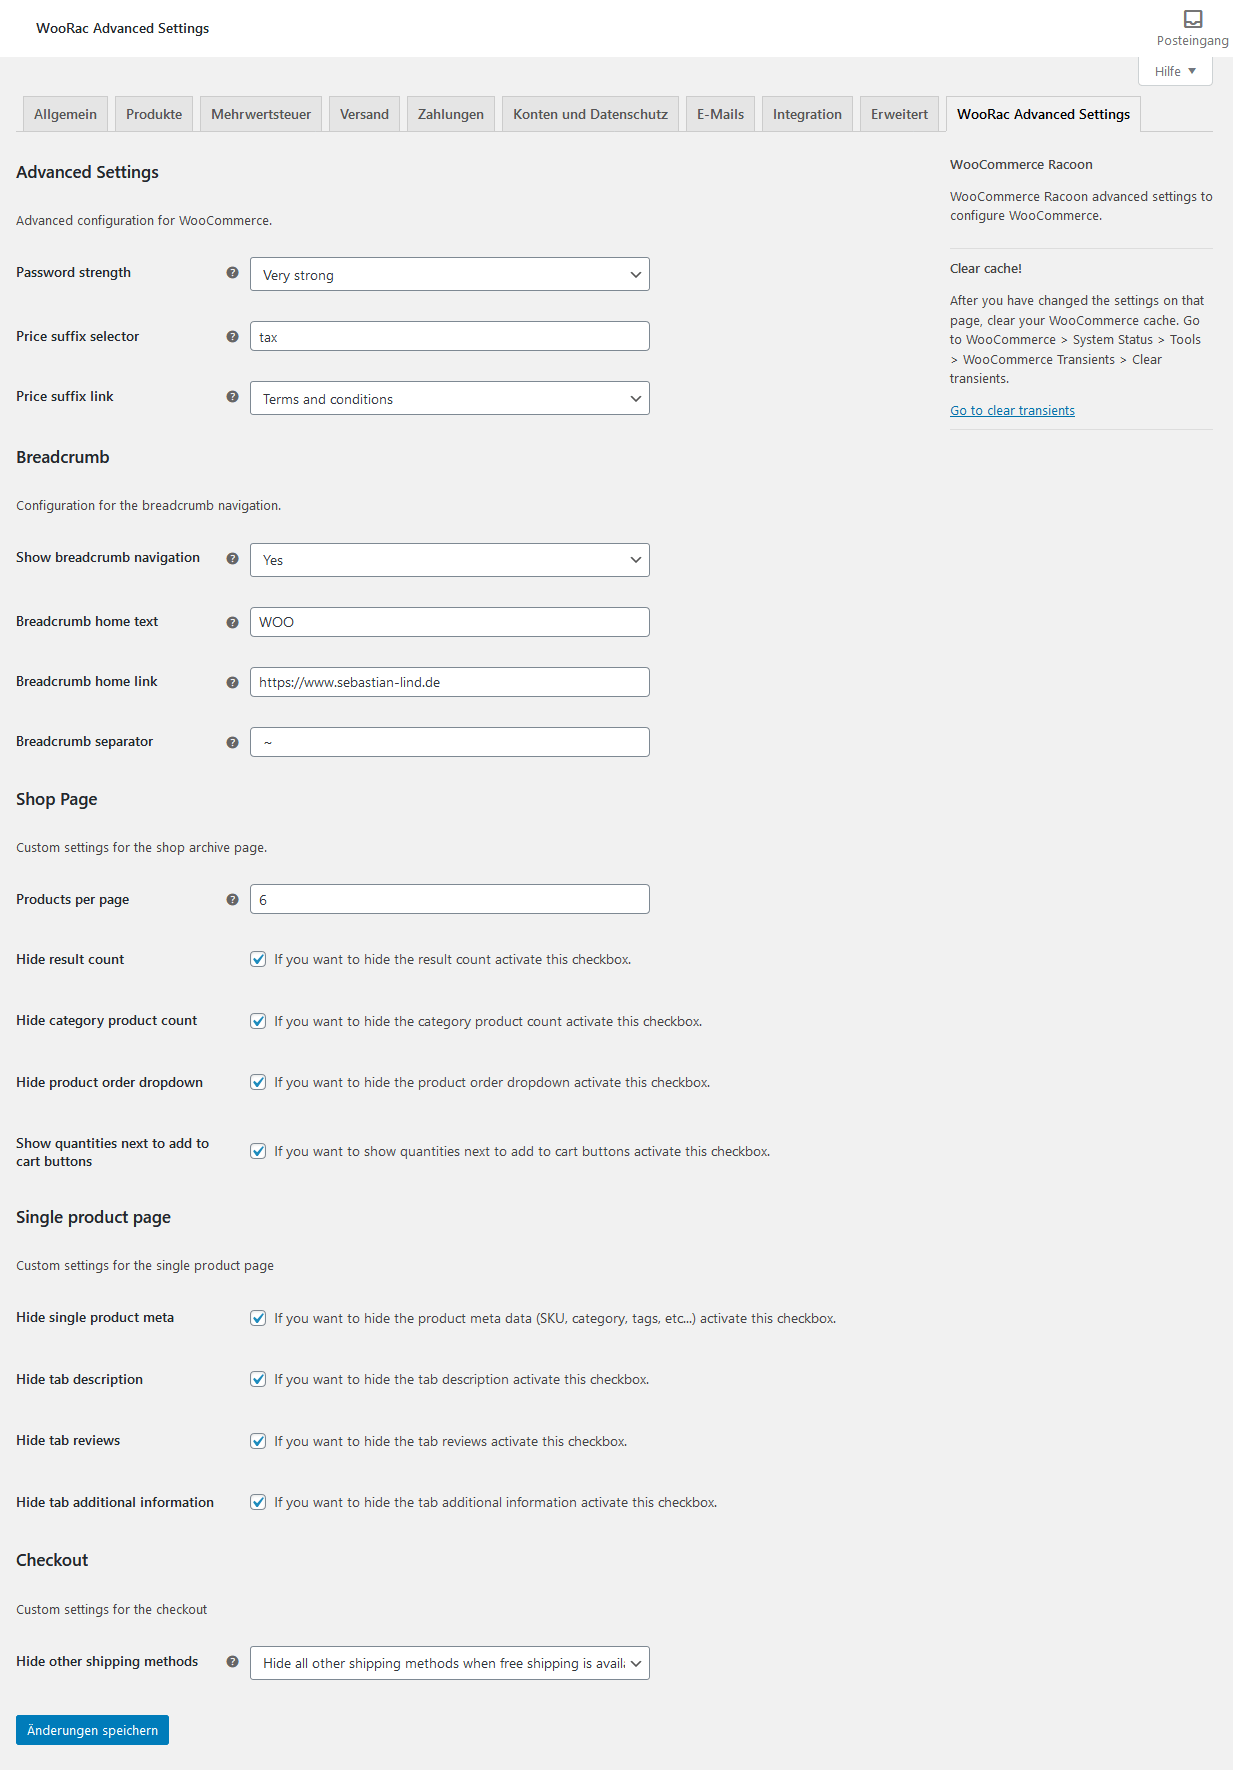 WooRac Advanced Settings
Posteingang
Hilfe
Allgemein Produkte Mehrwertsteuer Versand Zahlungen Konten und Datenschutz E-Mails Integration Erweitert WooRac Advanced Settings
Advanced Settings
Advanced configuration for WooCommerce.
Password strength Very strong
Price suffix selector tax
Price suffix link Terms and conditions
Breadcrumb
Configuration for the breadcrumb navigation.
Show breadcrumb navigation Yes
Breadcrumb home text WOO
Breadcrumb home link https://www.sebastian-lind.de
Breadcrumb separator ~
Shop Page
Custom settings for the shop archive page.
Products per page 6
Hide result count If you want to hide the result count activate this checkbox.
Hide category product count If you want to hide the category product count activate this checkbox.
Hide product order dropdown If you want to hide the product order dropdown activate this checkbox.
Show quantities next to add to
cart buttons
If you want to show quantities next to add to cart buttons activate this checkbox.
Single product page
Custom settings for the single product page
Hide single product meta If you want to hide the product meta data (SKU, category, tags, etc...) activate this checkbox.
Hide tab description If you want to hide the tab description activate this checkbox.
Hide tab reviews If you want to hide the tab reviews activate this checkbox.
Hide tab additional information If you want to hide the tab additional information activate this checkbox.
Checkout
Custom settings for the checkout
Hide other shipping methods Hide all other shipping methods when free shipping is avail
Änderungen speichern
WooCommerce Racoon
WooCommerce Racoon advanced settings to
configure WooCommerce.
Clear cache!
After you have changed the settings on that
page, clear your WooCommerce cache. Go
to WooCommerce > System Status > Tools
> WooCommerce Transients > Clear
transients.
Go to clear transients